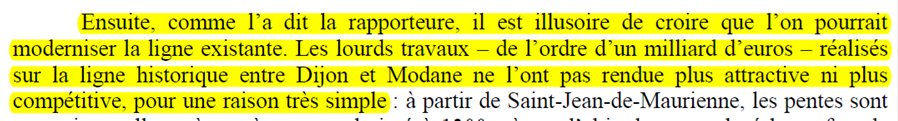 Ensuite, comme l’a dit la rapporteure, il est illusoire de croire que l’on pourrait
moderniser la ligne existante. Les lourds travaux – de l’ordre d’un milliard d’euros – réalisés
sur la ligne historique entre Dijon et Modane ne l’ont pas rendue plus attractive ni plus
compétitive, pour une raison très simple : à partir de Saint-Jean-de-Maurienne, les pentes sont